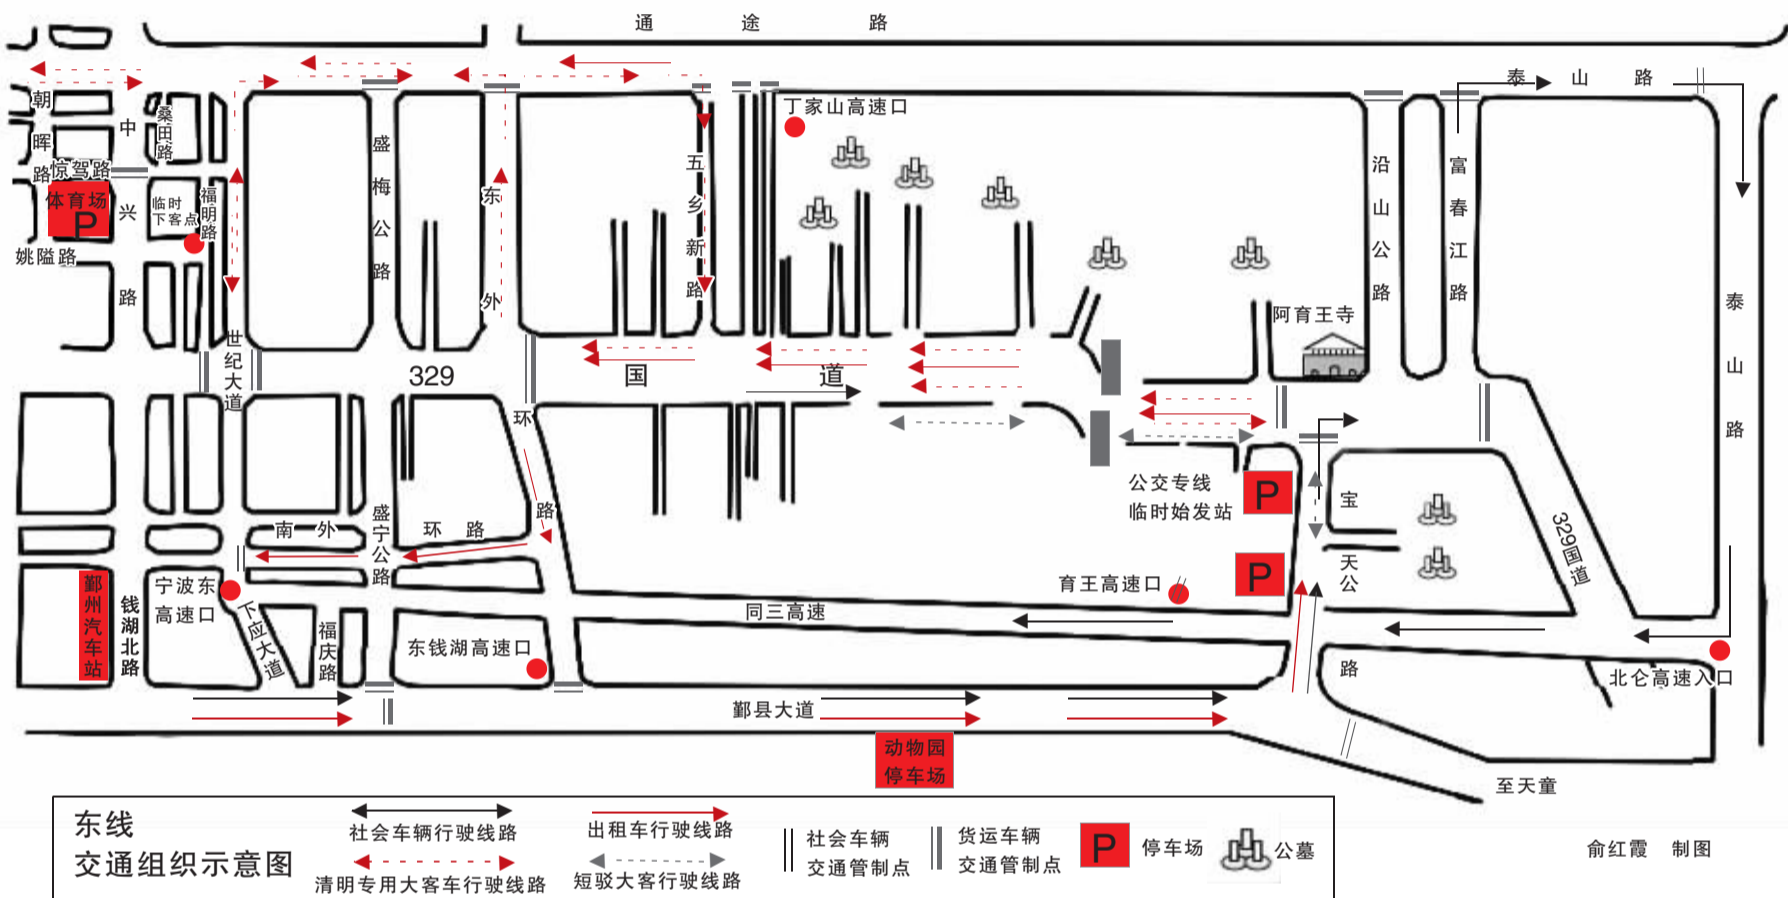 通途路
泰山路
朝晖路
中兴路
桑田路
惊驾路
体育场
P
临时
下客点
福明路
姚隘路
世纪大道
盛梅公路
东外环路
五乡新路
丁家山高速口
沿山公路
富春江路
泰山路
阿育王寺
329 国道
公交专线
临时始发站
P
P
宝天公路
329国道
南外环路
盛宁公路
鄞州汽车站
钱湖北路
宁波东
高速口
下应大道
福庆路
东钱湖高速口
同三高速
育王高速口
北仑高速入口
鄞县大道
动物园
停车场
至天童
东线
交通组织示意图
社会车辆行驶线路
清明专用大客车行驶线路
出租车行驶线路
短驳大客行驶线路
社会车辆
交通管制点
货运车辆
交通管制点
P
停车场
公墓
俞红霞 制图